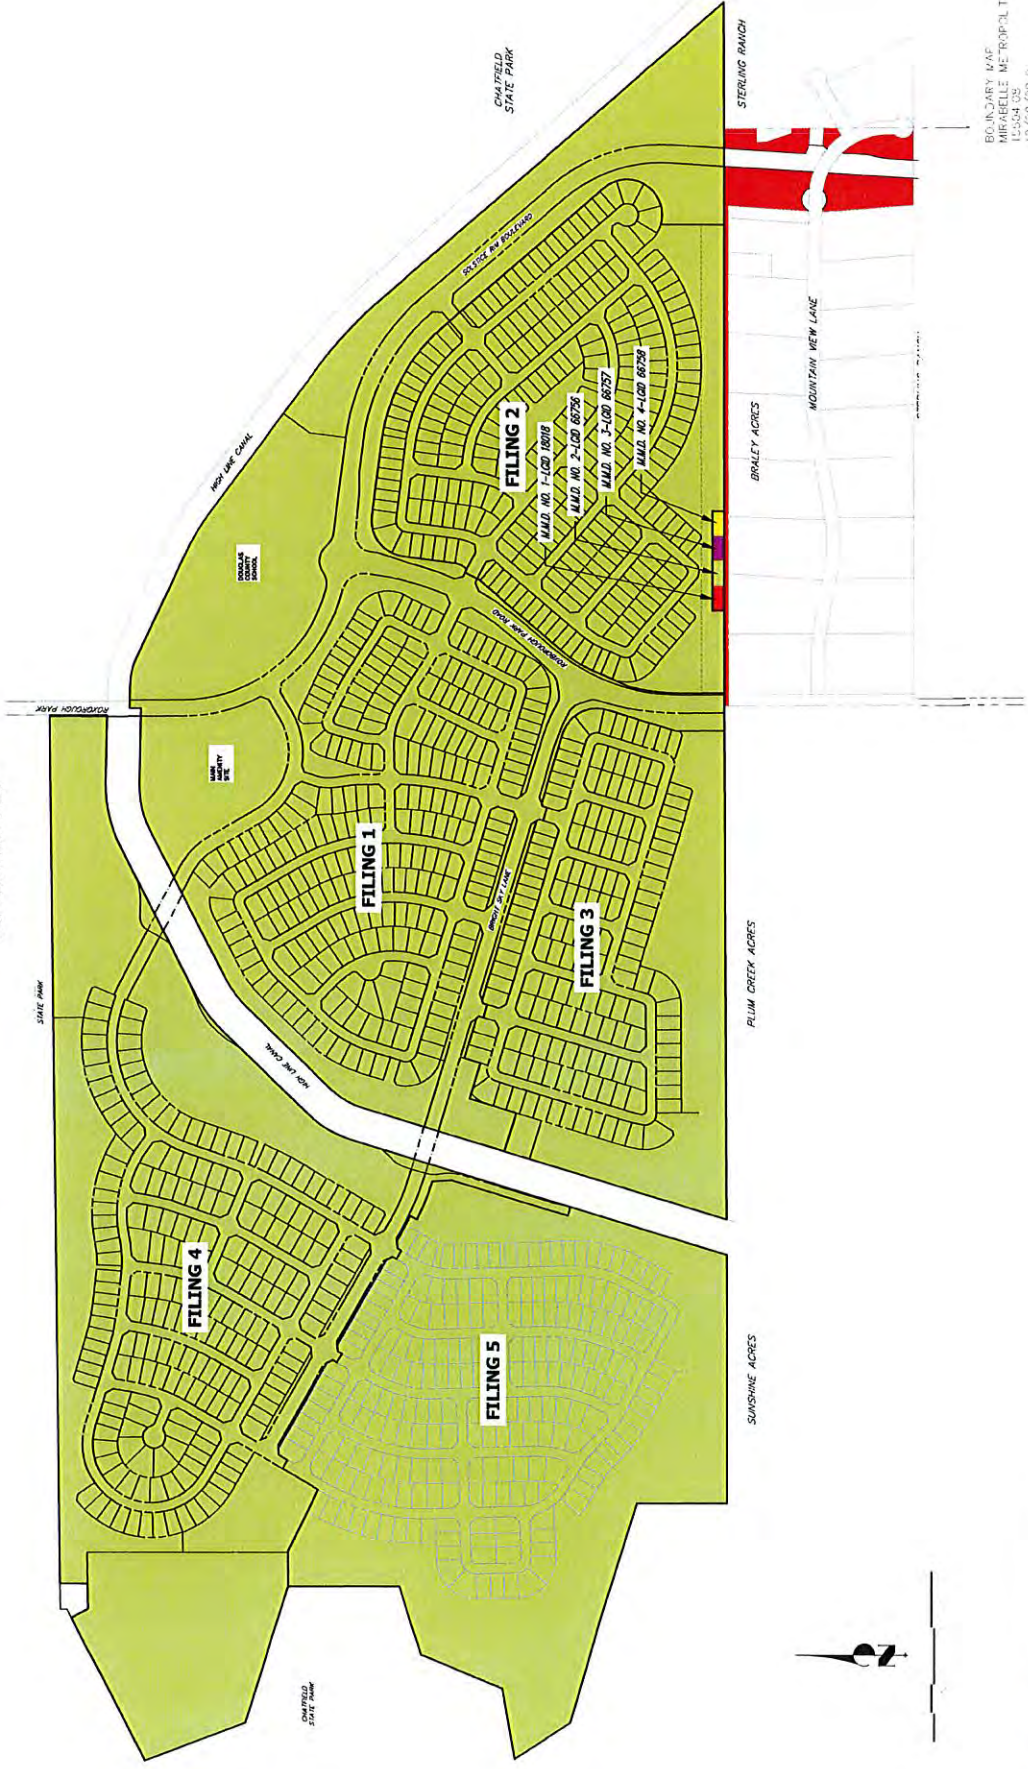 CHATFIELD
STATE PARK
STERLING RANCH
SOLSTICE RIM BOULEVARD
HIGH LINE CANAL
FILING 2
M.M.D. NO. 1-LGID 18018
M.M.D. NO. 2-LGID 66756
M.M.D. NO. 3-LGID 66757
M.M.D. NO. 4-LGID 66758
MOUNTAIN VIEW LANE
BRALEY ACRES
DOUGLAS
COUNTY
SCHOOL
ROXBOROUGH PARK ROAD
ROXBOROUGH PARK
MAIN
AMENITY
SITE
FILING 1
BRIGHT SKY LANE
FILING 3
PLUM CREEK ACRES
STATE PARK
HIGH LINE CANAL
FILING 4
FILING 5
SUNSHINE ACRES
CHATFIELD
STATE PARK
N
BOUNDARY MAP
MIRABELLE METROPOLIT